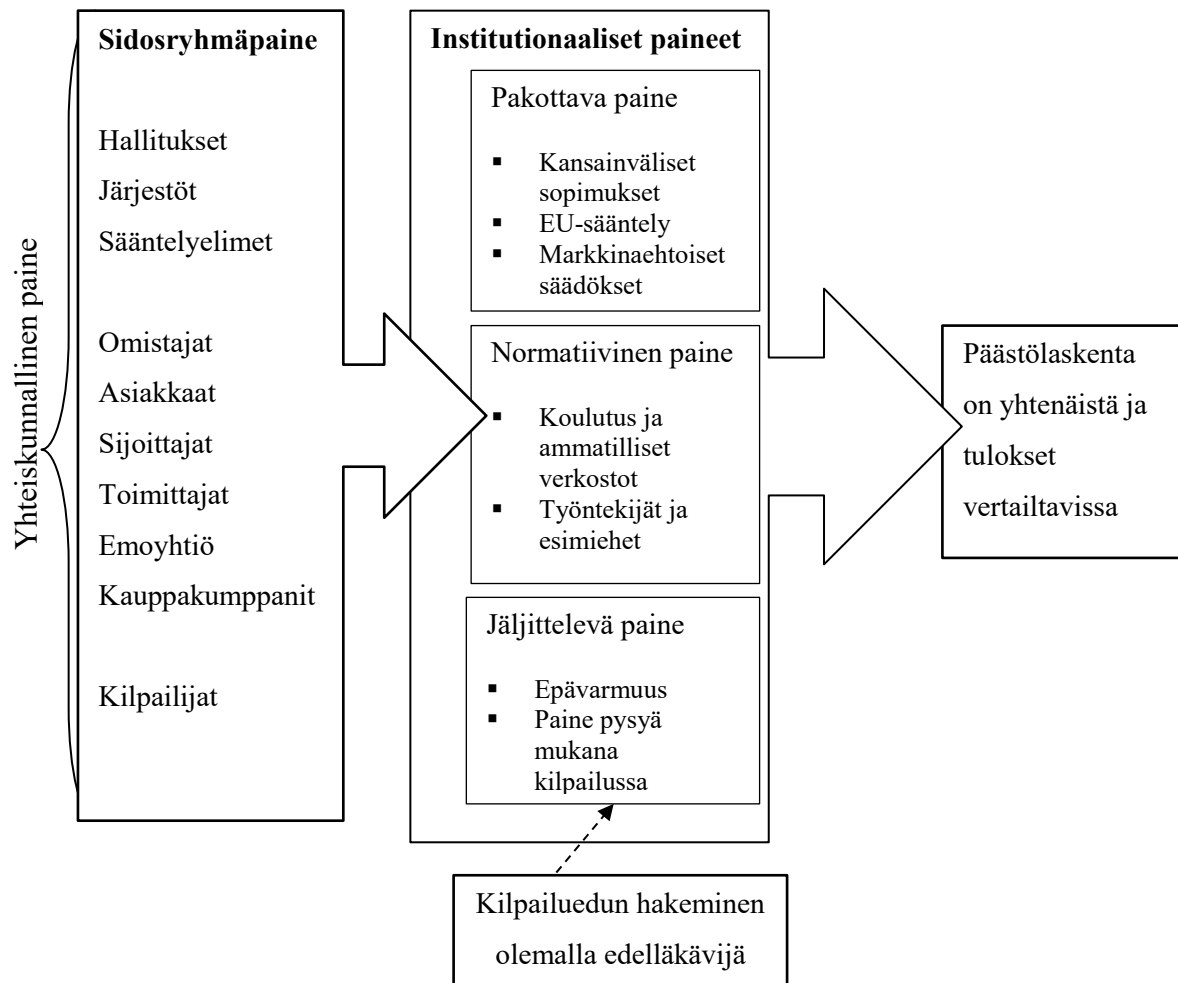 Yhteiskunnallinen paine
Sidosryhmäpaine
Hallitukset
Järjestöt
Sääntelyelimet
Omistajat
Asiakkaat
Sijoittajat
Toimittajat
Emoyhtiö
Kauppakumppanit
Kilpailijat
Institutionaaliset paineet
Pakottava paine
▪ Kansainväliset
sopimukset
▪ EU-sääntely
▪ Markkinaehtoiset
säädökset
Normatiivinen paine
▪ Koulutus ja
ammatilliset
verkostot
▪ Työntekijät ja
esimiehet
Jäljittelevä paine
▪ Epävarmuus
▪ Paine pysyä
mukana
kilpailussa
Kilpailuedun hakeminen
olemalla edelläkävijä
Päästölaskenta
on yhtenäistä ja
tulokset
vertailtavissa